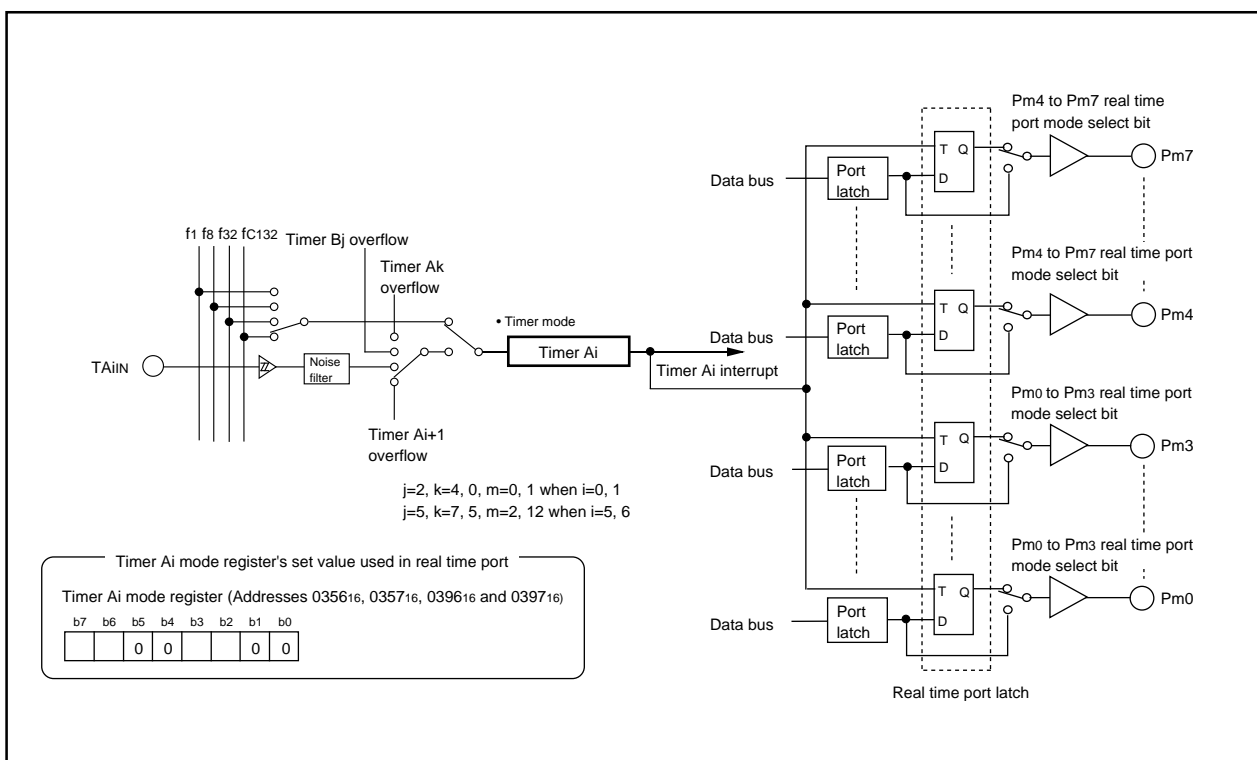 Pm4 to Pm7 real time
port mode select bit
T Q
D
Pm7
Data bus
Port
latch
f1 f8 f32 fC132
Timer Bj overflow
Timer Ak
overflow
Pm4 to Pm7 real time port
mode select bit
T Q
D
Pm4
Data bus
Port
latch
• Timer mode
Timer Ai
Timer Ai interrupt
TAiIN
Noise
filter
Timer Ai+1
overflow
Pm0 to Pm3 real time port
mode select bit
T Q
D
Pm3
Data bus
Port
latch
j=2, k=4, 0, m=0, 1 when i=0, 1
j=5, k=7, 5, m=2, 12 when i=5, 6
Pm0 to Pm3 real time port
mode select bit
T Q
D
Pm0
Data bus
Port
latch
Real time port latch
Timer Ai mode register's set value used in real time port
Timer Ai mode register (Addresses 035616, 035716, 039616 and 039716)
b7 b6 b5 b4 b3 b2 b1 b0
0 0 0 0